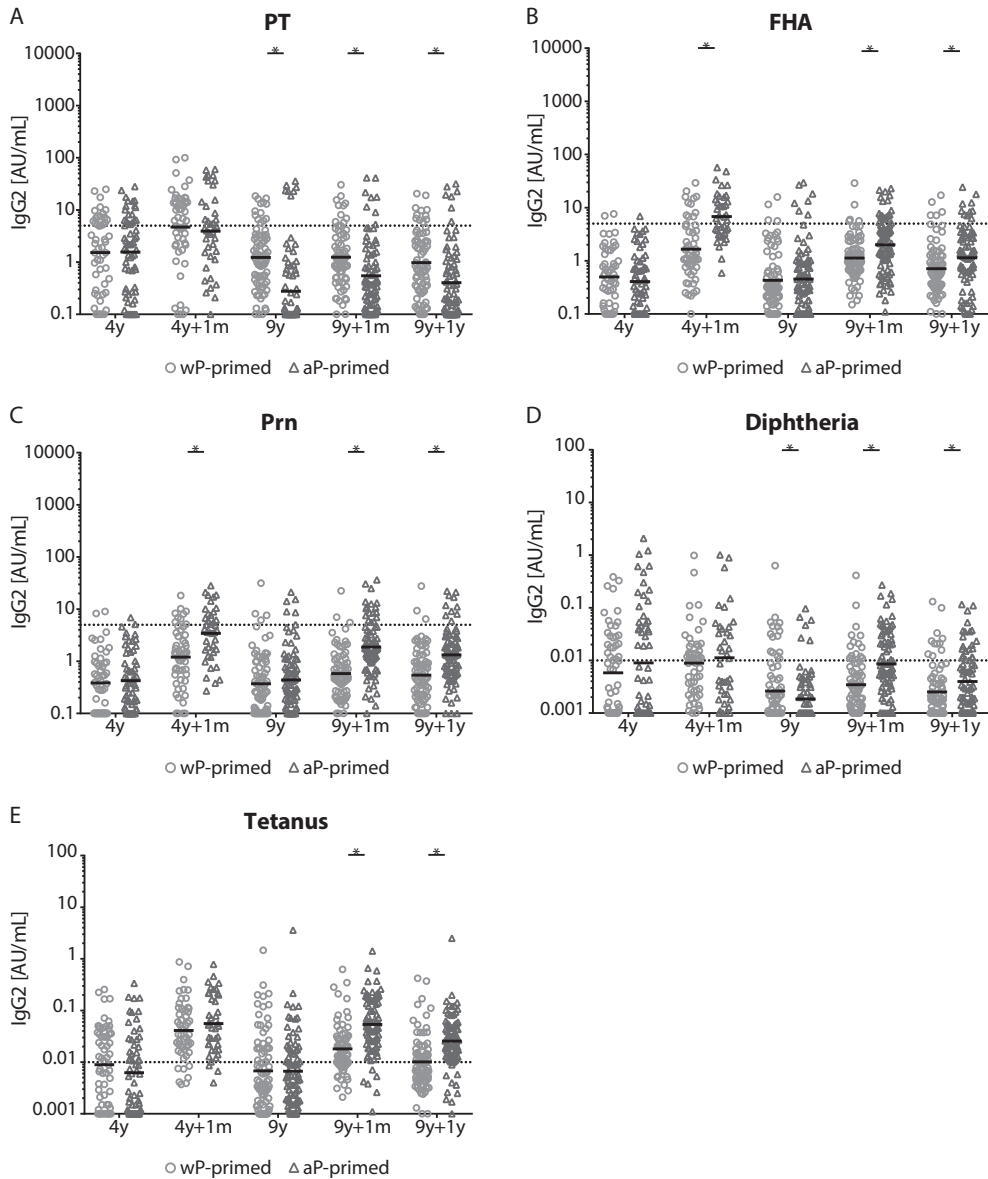 A
PT
* * *
10000
1000
100
10
1
0.1
IgG2 [AU/mL]
4y 4y+1m 9y 9y+1m 9y+1y
wP-primed aP-primed
B
FHA
* * *
10000
1000
100
10
1
0.1
IgG2 [AU/mL]
4y 4y+1m 9y 9y+1m 9y+1y
wP-primed aP-primed
C
Prn
* * *
10000
1000
100
10
1
0.1
IgG2 [AU/mL]
4y 4y+1m 9y 9y+1m 9y+1y
wP-primed aP-primed
D
Diphtheria
* * *
100
10
1
0.1
0.01
0.001
IgG2 [AU/mL]
4y 4y+1m 9y 9y+1m 9y+1y
wP-primed aP-primed
E
Tetanus
* *
100
10
1
0.1
0.01
0.001
IgG2 [AU/mL]
4y 4y+1m 9y 9y+1m 9y+1y
wP-primed aP-primed